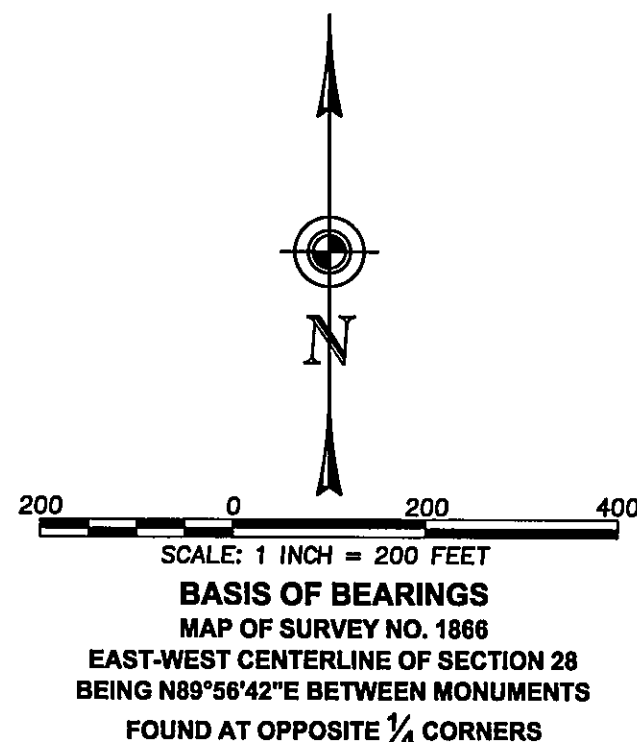 N
200 0 200 400
SCALE: 1 INCH = 200 FEET
BASIS OF BEARINGS
MAP OF SURVEY NO. 1866
EAST-WEST CENTERLINE OF SECTION 28
BEING N89°56'42"E BETWEEN MONUMENTS
FOUND AT OPPOSITE 1/4 CORNERS